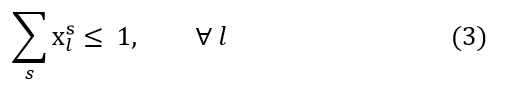 ∑ₛ xₗˢ ≤ 1, ∀ l (3)